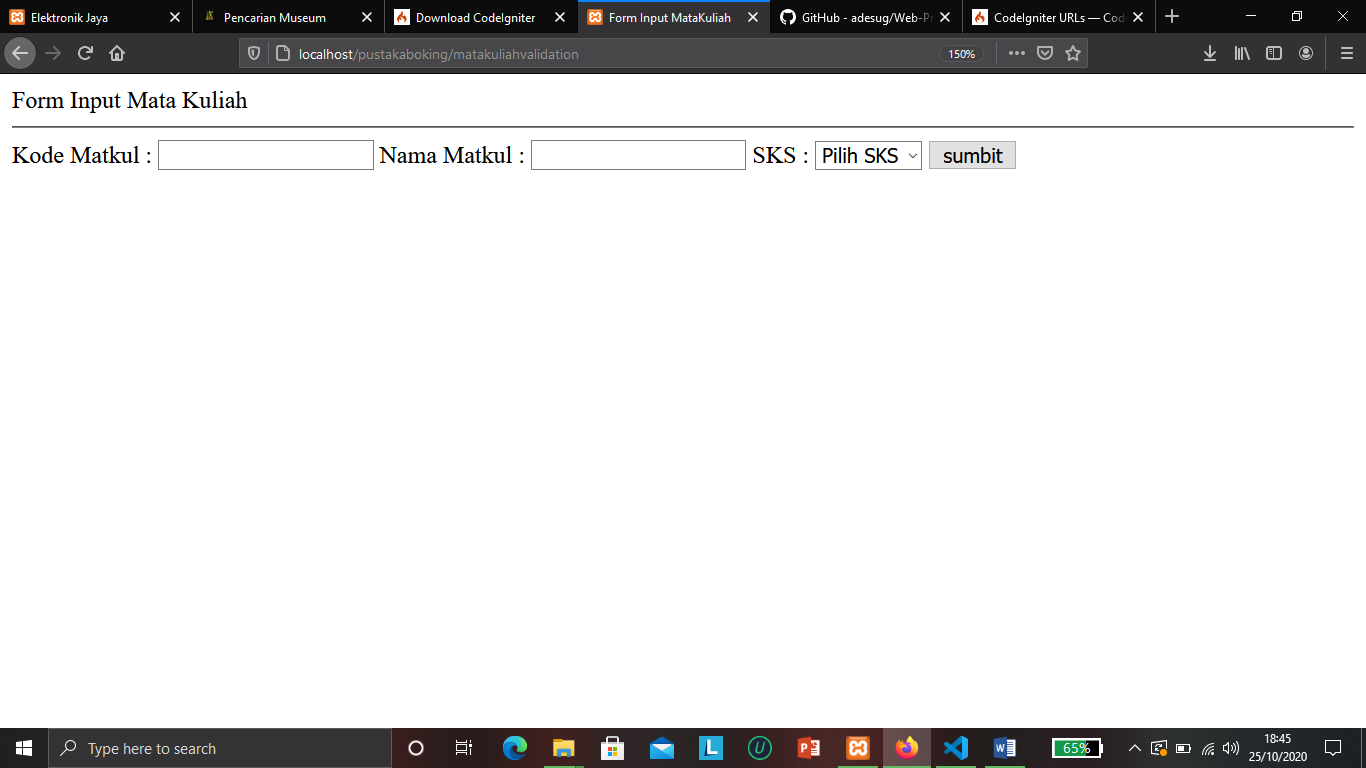 Elektronik Jaya
Pencarian Museum
Download CodeIgniter
Form Input MataKuliah
GitHub - adesug/Web-Pr
CodeIgniter URLs — Cod
localhost/pustakaboking/matakuliahvalidation
150%
Form Input Mata Kuliah
Kode Matkul : Nama Matkul : SKS : Pilih SKS sumbit
Type here to search
65%
18:45
25/10/2020